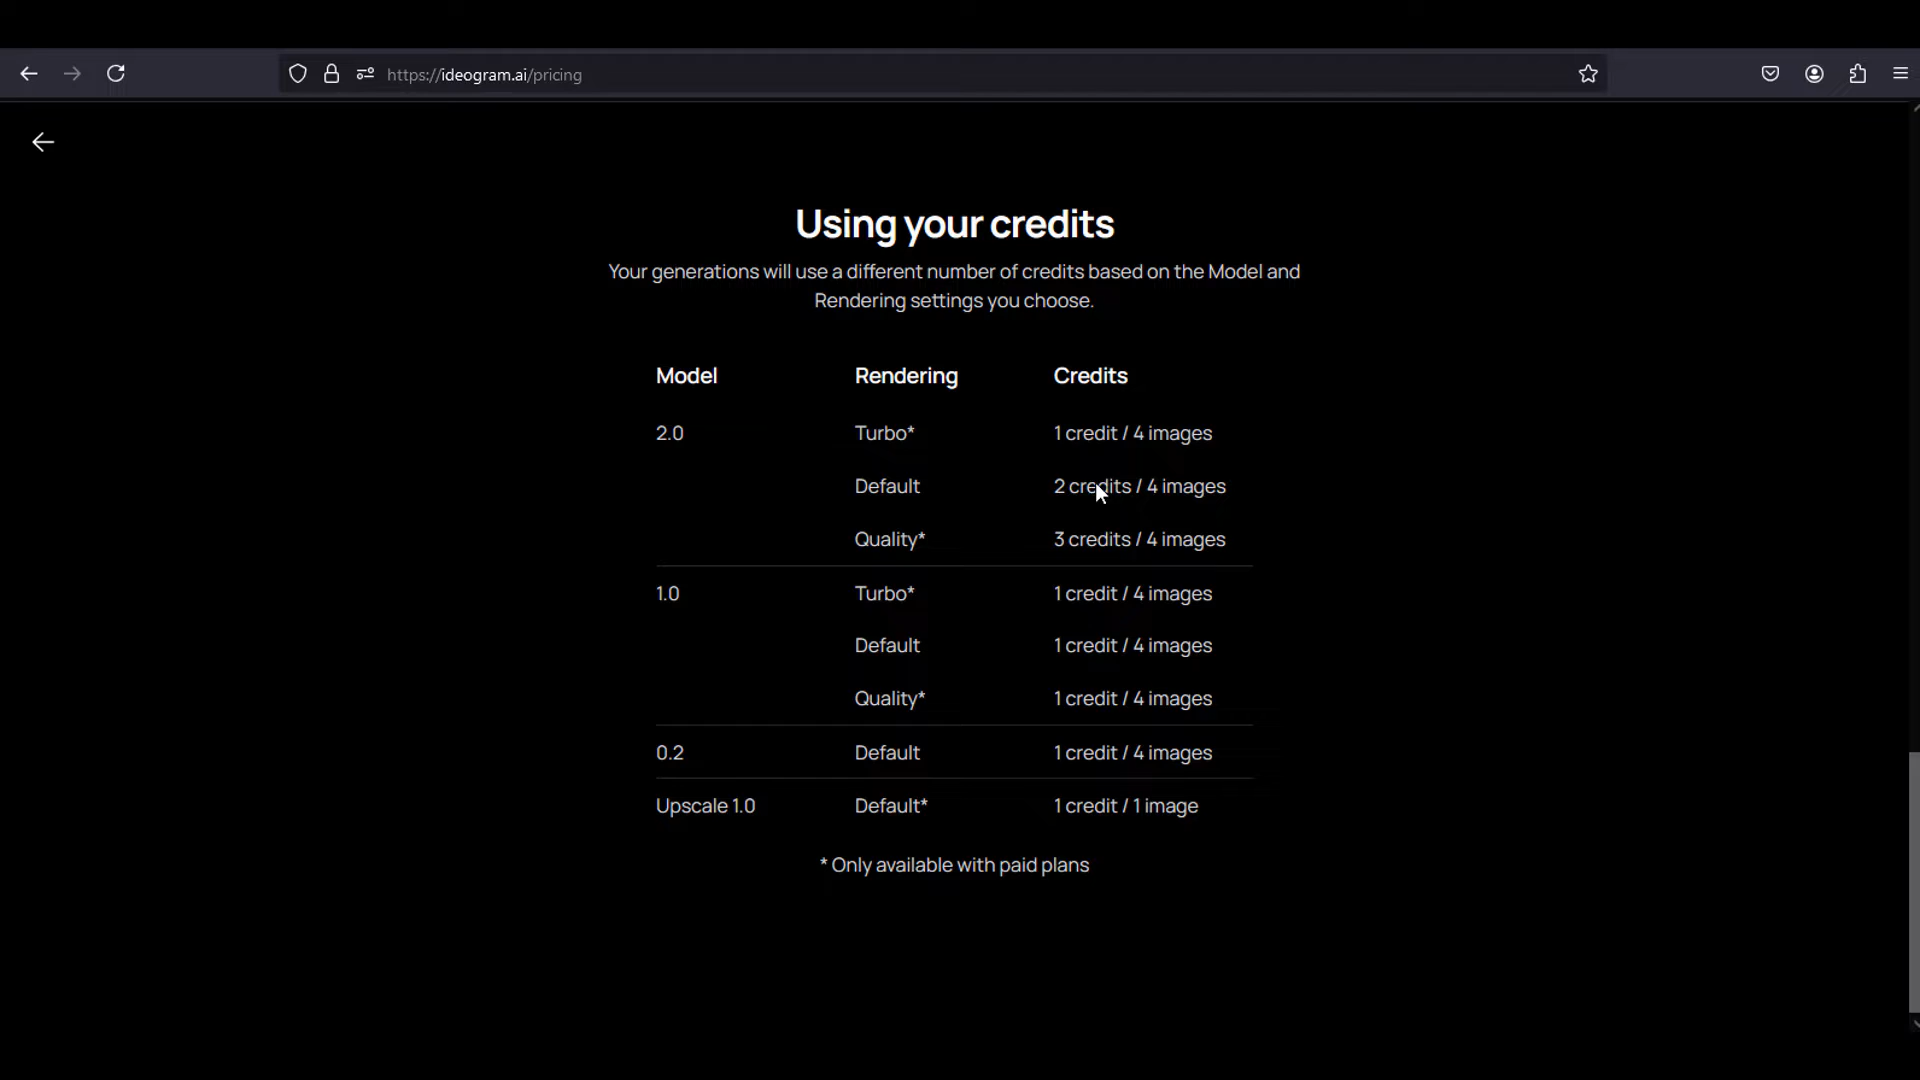 https://ideogram.ai/pricing
Using your credits
Your generations will use a different number of credits based on the Model and
Rendering settings you choose.
Model Rendering Credits
2.0 Turbo* 1 credit / 4 images
Default 2 credits / 4 images
Quality* 3 credits / 4 images
1.0 Turbo* 1 credit / 4 images
Default 1 credit / 4 images
Quality* 1 credit / 4 images
0.2 Default 1 credit / 4 images
Upscale 1.0 Default* 1 credit / 1 image
* Only available with paid plans